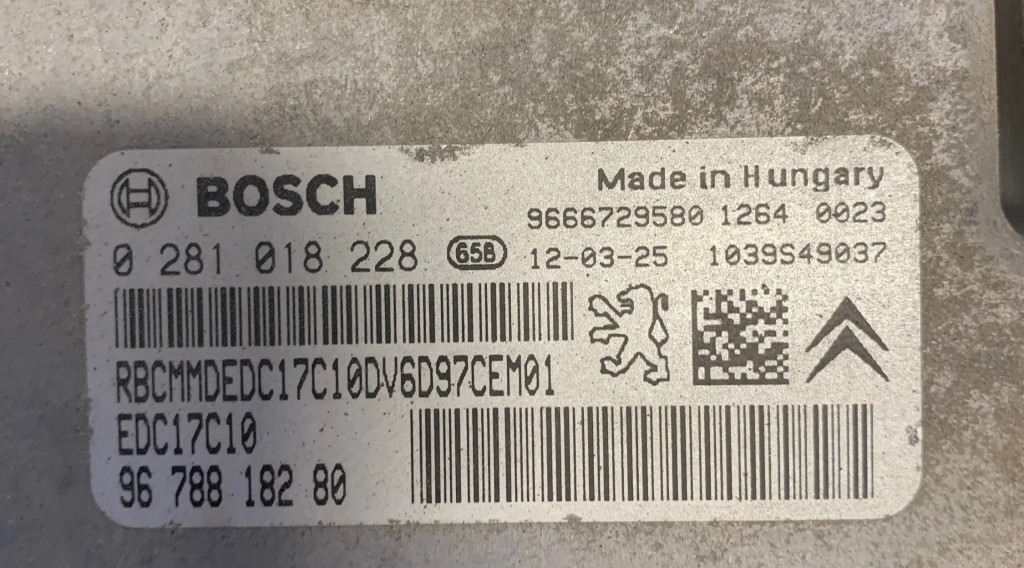 BOSCH
Made in Hungary
9666729580 1264 0023
0 281 018 228 65B 12-03-25 1039S49037
RBCMMDEDC17C10DV6D97CEM01
EDC17C10
96 788 182 80